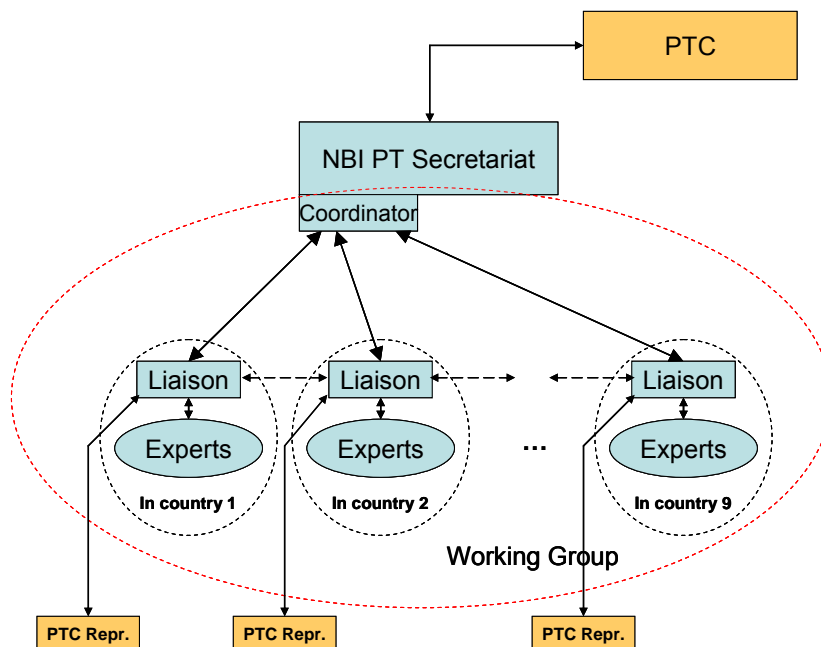 PTC
NBI PT Secretariat
Coordinator
Liaison Liaison Liaison
Experts Experts ... Experts
In country 1 In country 2 In country 9
Working Group
PTC Repr. PTC Repr. PTC Repr.